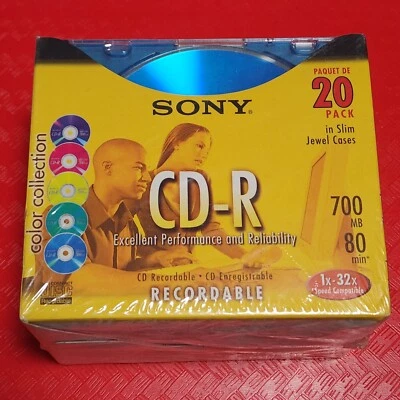 PAQUET DE
20
PACK
in Slim
Jewel Cases
SONY
color collection
CD-R
Excellent Performance and Reliability
700
MB
80
min
CD Recordable · CD Enregistrable
RECORDABLE
1x-32x
Speed Compatible